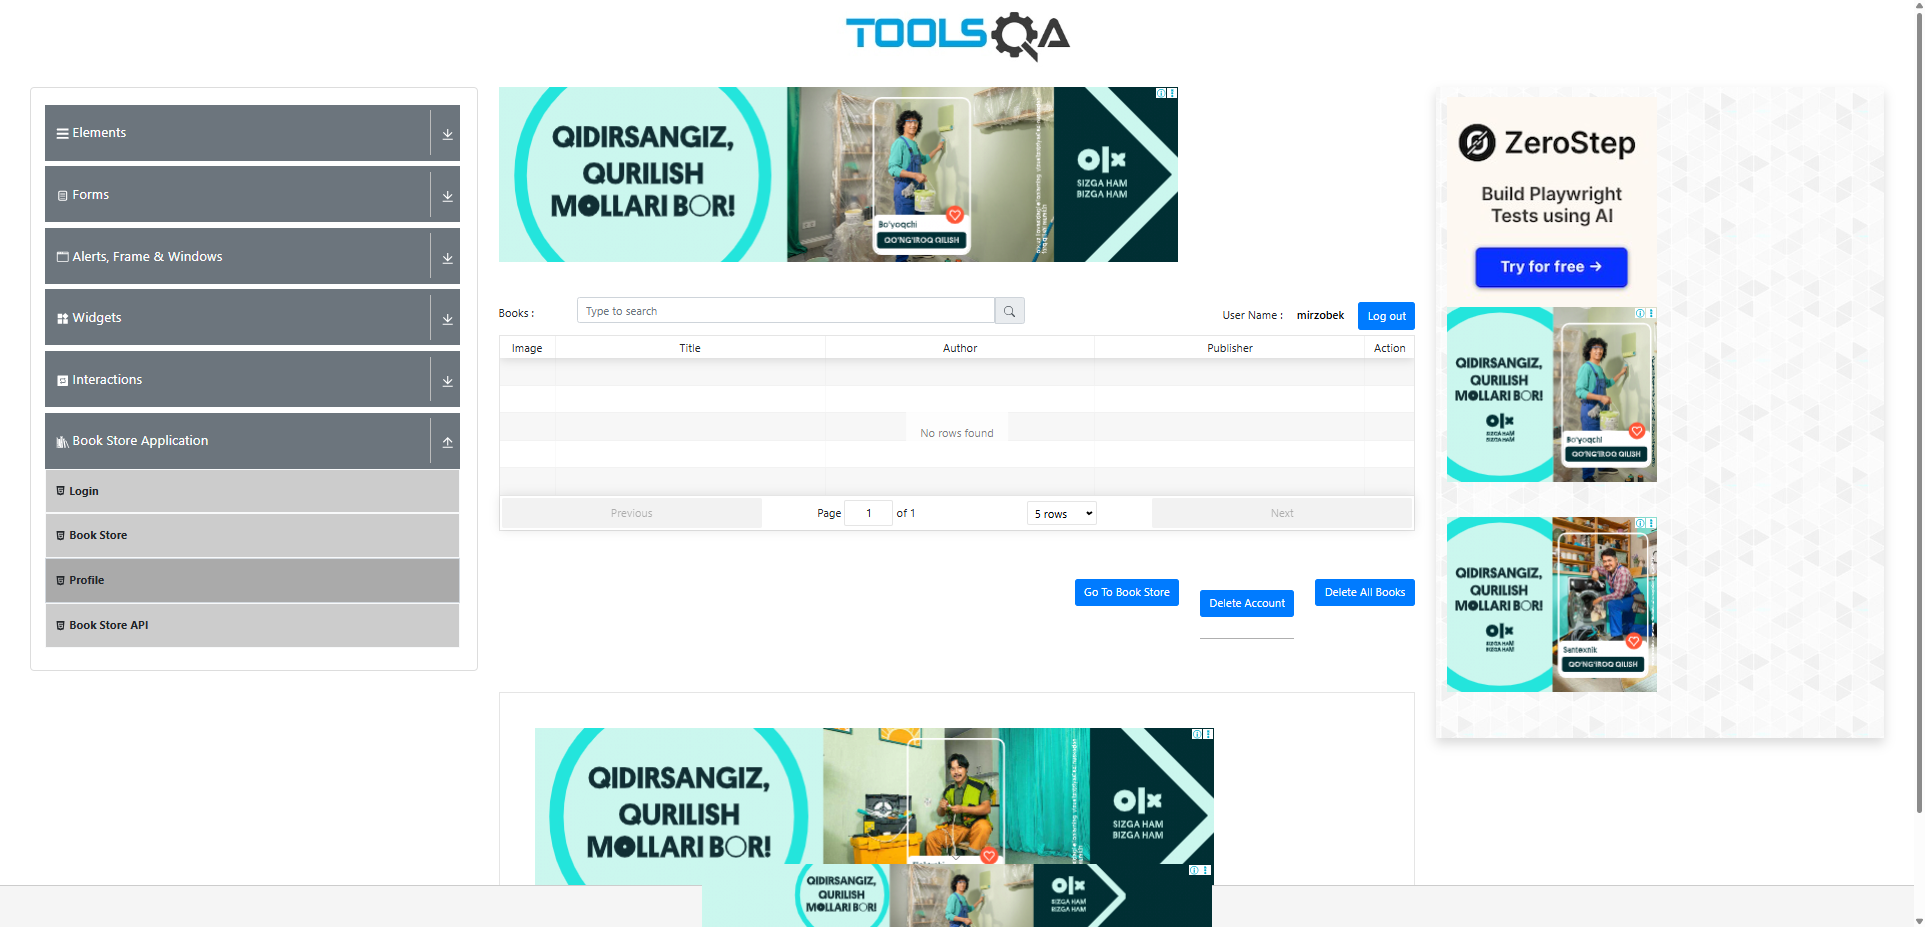 TOOLSQA
Elements
Forms
Alerts, Frame & Windows
Widgets
Interactions
Book Store Application
Login
Book Store
Profile
Book Store API
QIDIRSANGIZ,
QURILISH
MOLLARI BOR!
Bo'yoqchi
QO'NG'IROQ QILISH
olx
SIZGA HAM
BIZGA HAM
Books :
Type to search
User Name :
mirzobek
Log out
Image
Title
Author
Publisher
Action
No rows found
Previous
Page
1
of 1
5 rows
Next
Go To Book Store
Delete Account
Delete All Books
QIDIRSANGIZ,
QURILISH
MOLLARI BOR!
olx
SIZGA HAM
BIZGA HAM
QIDIRSANGIZ,
QURILISH
MOLLARI BOR!
olx
SIZGA HAM
BIZGA HAM
ZeroStep
Build Playwright
Tests using AI
Try for free →
QIDIRSANGIZ,
QURILISH
MOLLARI BOR!
olx
SIZGA HAM
BIZGA HAM
Bo'yoqchi
QO'NG'IROQ QILISH
QIDIRSANGIZ,
QURILISH
MOLLARI BOR!
olx
SIZGA HAM
BIZGA HAM
Santexnik
QO'NG'IROQ QILISH